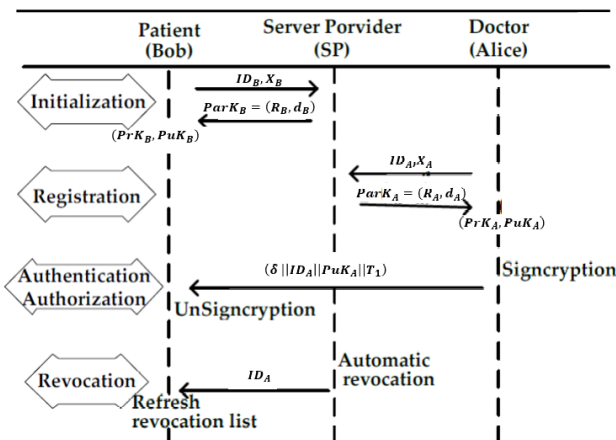 Patient Server Porvider Doctor
(Bob) (SP) (Alice)
Initialization
ID_B, X_B
ParK_B = (R_B, d_B)
(PrK_B, PuK_B)
Registration
ID_A, X_A
ParK_A = (R_A, d_A)
(PrK_A, PuK_A)
Authentication
Authorization
(δ ||ID_A||PuK_A||T_1)
Signcryption
UnSigncryption
Revocation
ID_A
Automatic
revocation
Refresh
revocation list